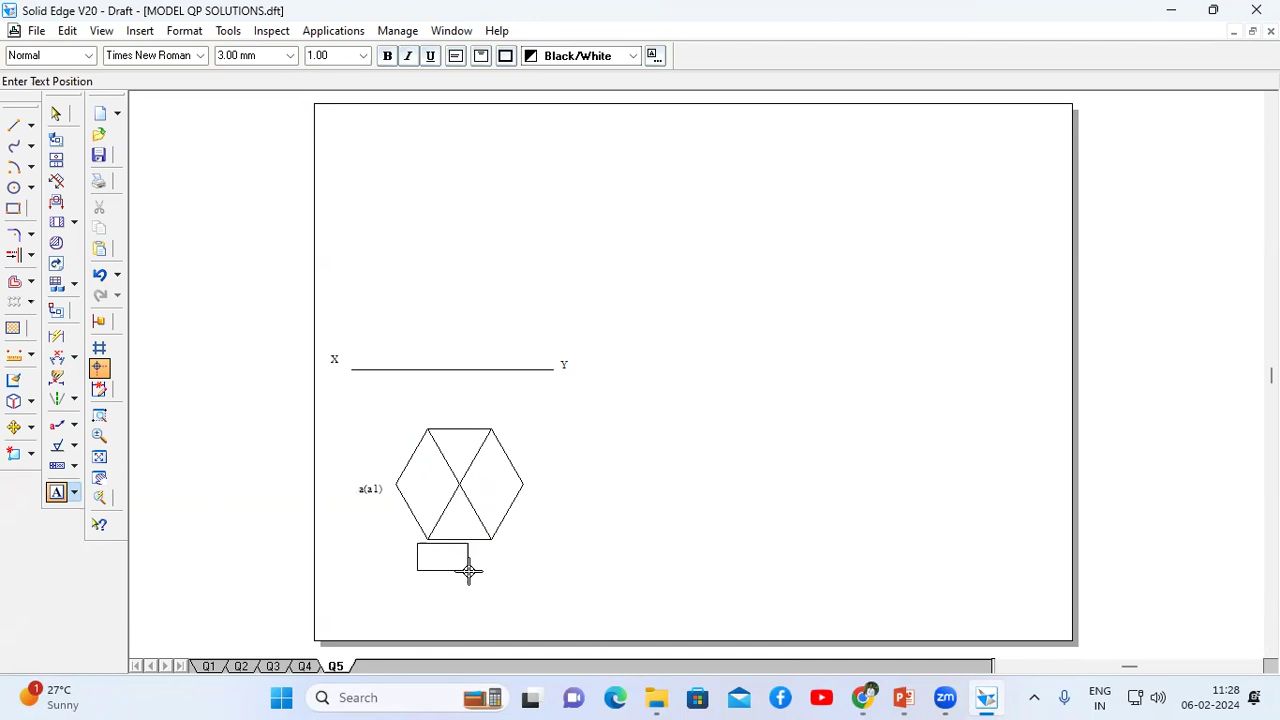 Solid Edge V20 - Draft - [MODEL QP SOLUTIONS.dft]
File Edit View Insert Format Tools Inspect Applications Manage Window Help
Normal Times New Roman 3.00 mm 1.00 B I U Black/White A...
Enter Text Position
X
Y
a(a1)
A
Q1 Q2 Q3 Q4 Q5
1 27°C Sunny
Search
zm
ENG IN
11:28 06-02-2024